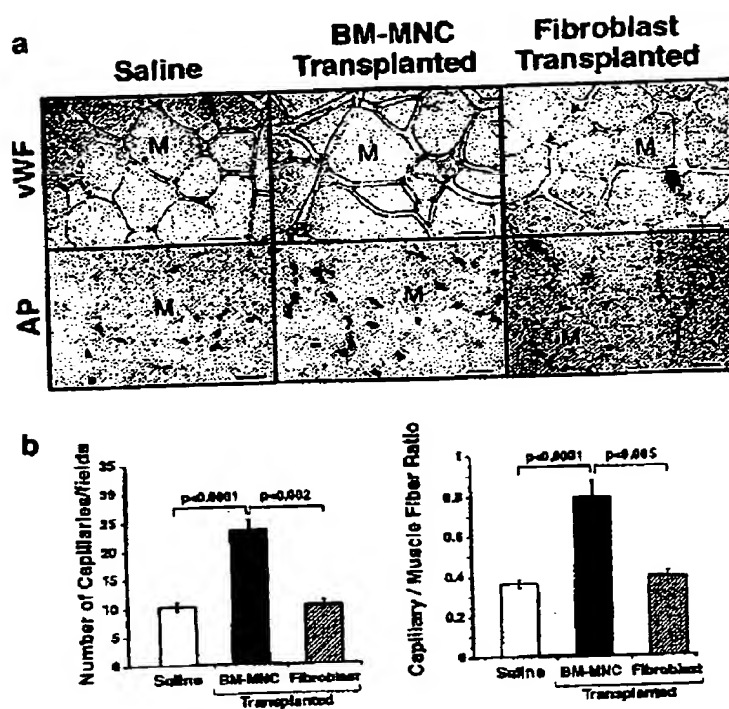 a
Saline
BM-MNC
Transplanted
Fibroblast
Transplanted
vWF
M
M
M
AP
M
M
M
b
Number of Capillaries/fields
35
30
25
20
15
10
5
0
p<0.0001
p<0.002
Saline
BM-MNC
Fibroblast
Transplanted
Capillary / Muscle Fiber Ratio
1
0.8
0.6
0.4
0.2
0
p<0.0001
p<0.005
Saline
BM-MNC
Fibroblast
Transplanted